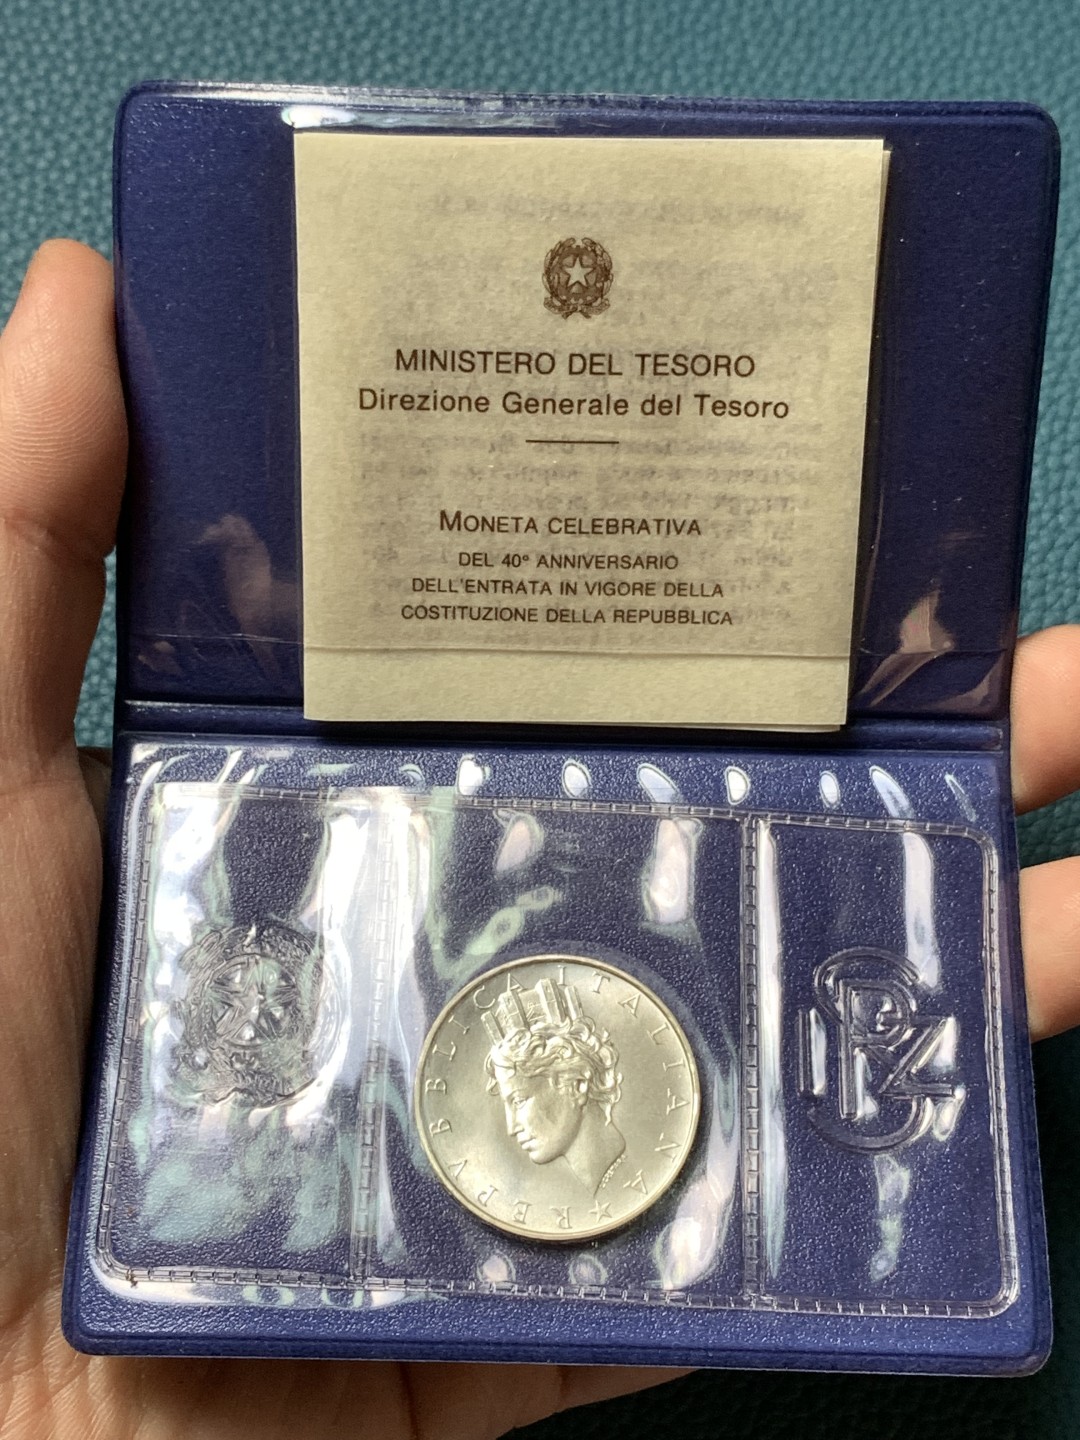 MINISTERO DEL TESORO
Direzione Generale del Tesoro
MONETA CELEBRATIVA
DEL 40° ANNIVERSARIO
DELL'ENTRATA IN VIGORE DELLA
COSTITUZIONE DELLA REPUBBLICA
REPVBBLICA ITALIANA
IPZS